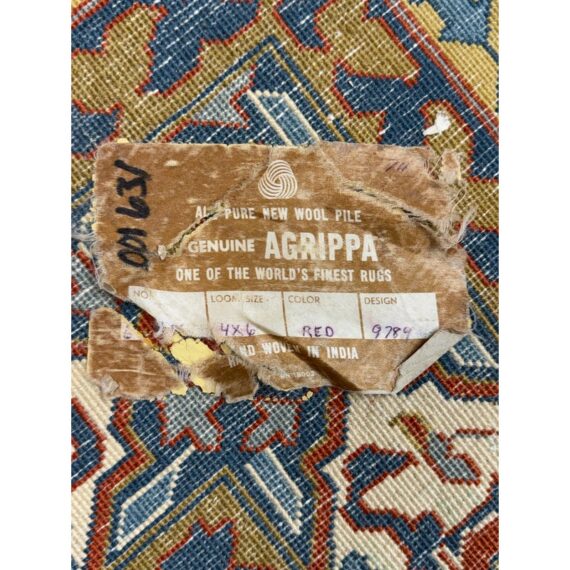 001631
ALL PURE NEW WOOL PILE
GENUINE AGRIPPA
ONE OF THE WORLD'S FINEST RUGS
LOOM SIZE COLOR DESIGN
4X6 RED 9784
WOVEN IN INDIA